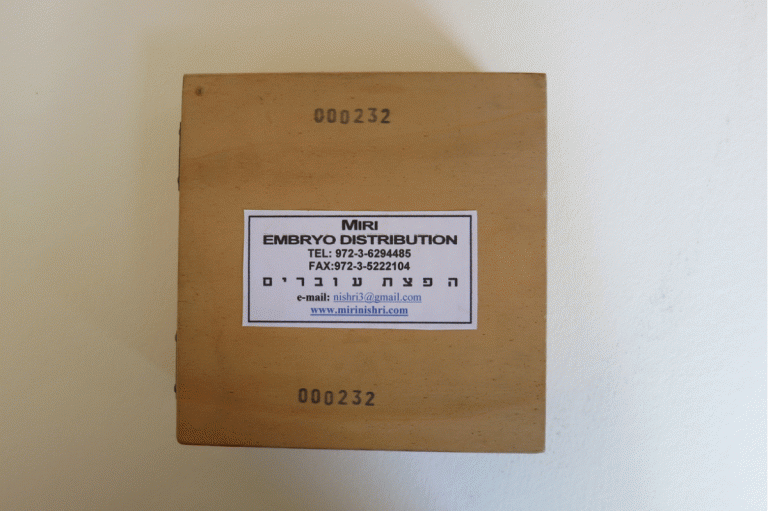 000232
MIRI
EMBRYO DISTRIBUTION
TEL: 972-3-6294485
FAX:972-3-5222104
הפצת עוברים
e-mail: nishri3@gmail.com
www.mirinishri.com
000232